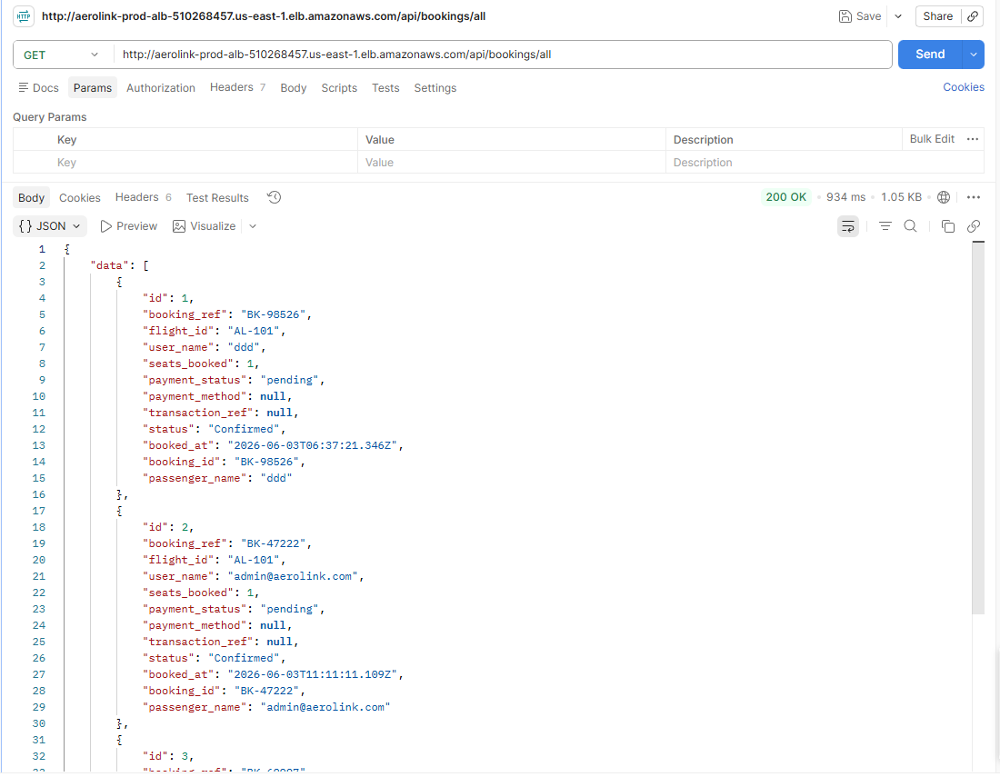 HTTP http://aerolink-prod-alb-510268457.us-east-1.elb.amazonaws.com/api/bookings/all Save Share
GET http://aerolink-prod-alb-510268457.us-east-1.elb.amazonaws.com/api/bookings/all Send
Docs Params Authorization Headers 7 Body Scripts Tests Settings Cookies
Query Params
Key Value Description Bulk Edit
Key Value Description
Body Cookies Headers 6 Test Results 200 OK 934 ms 1.05 KB
{} JSON Preview Visualize
1 {
2 "data": [
3 {
4 "id": 1,
5 "booking_ref": "BK-98526",
6 "flight_id": "AL-101",
7 "user_name": "ddd",
8 "seats_booked": 1,
9 "payment_status": "pending",
10 "payment_method": null,
11 "transaction_ref": null,
12 "status": "Confirmed",
13 "booked_at": "2026-06-03T06:37:21.346Z",
14 "booking_id": "BK-98526",
15 "passenger_name": "ddd"
16 },
17 {
18 "id": 2,
19 "booking_ref": "BK-47222",
20 "flight_id": "AL-101",
21 "user_name": "admin@aerolink.com",
22 "seats_booked": 1,
23 "payment_status": "pending",
24 "payment_method": null,
25 "transaction_ref": null,
26 "status": "Confirmed",
27 "booked_at": "2026-06-03T11:11:11.109Z",
28 "booking_id": "BK-47222",
29 "passenger_name": "admin@aerolink.com"
30 },
31 {
32 "id": 3,